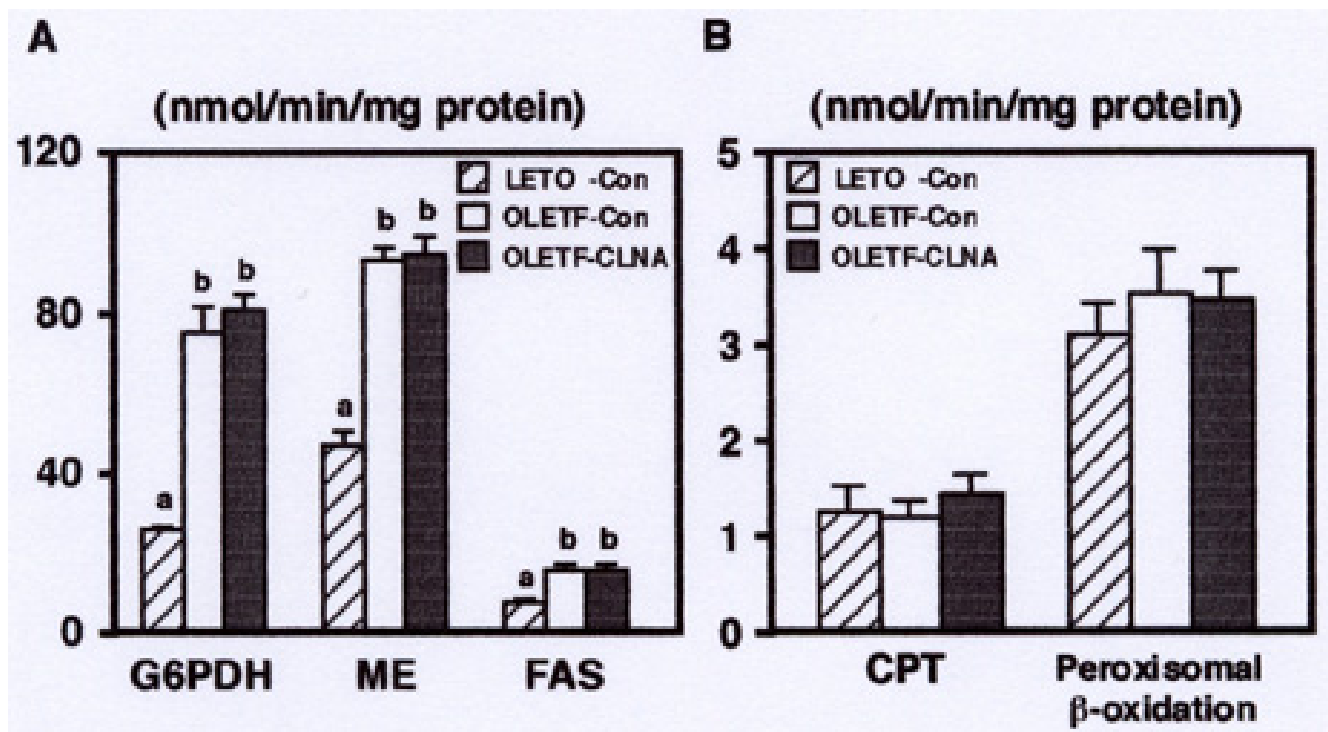 A
(nmol/min/mg protein)
120
80
40
0
LETO -Con
OLETF-Con
OLETF-CLNA
a
b
b
a
b
b
a
b
b
G6PDH
ME
FAS
B
(nmol/min/mg protein)
5
4
3
2
1
0
LETO -Con
OLETF-Con
OLETF-CLNA
CPT
Peroxisomal
β-oxidation